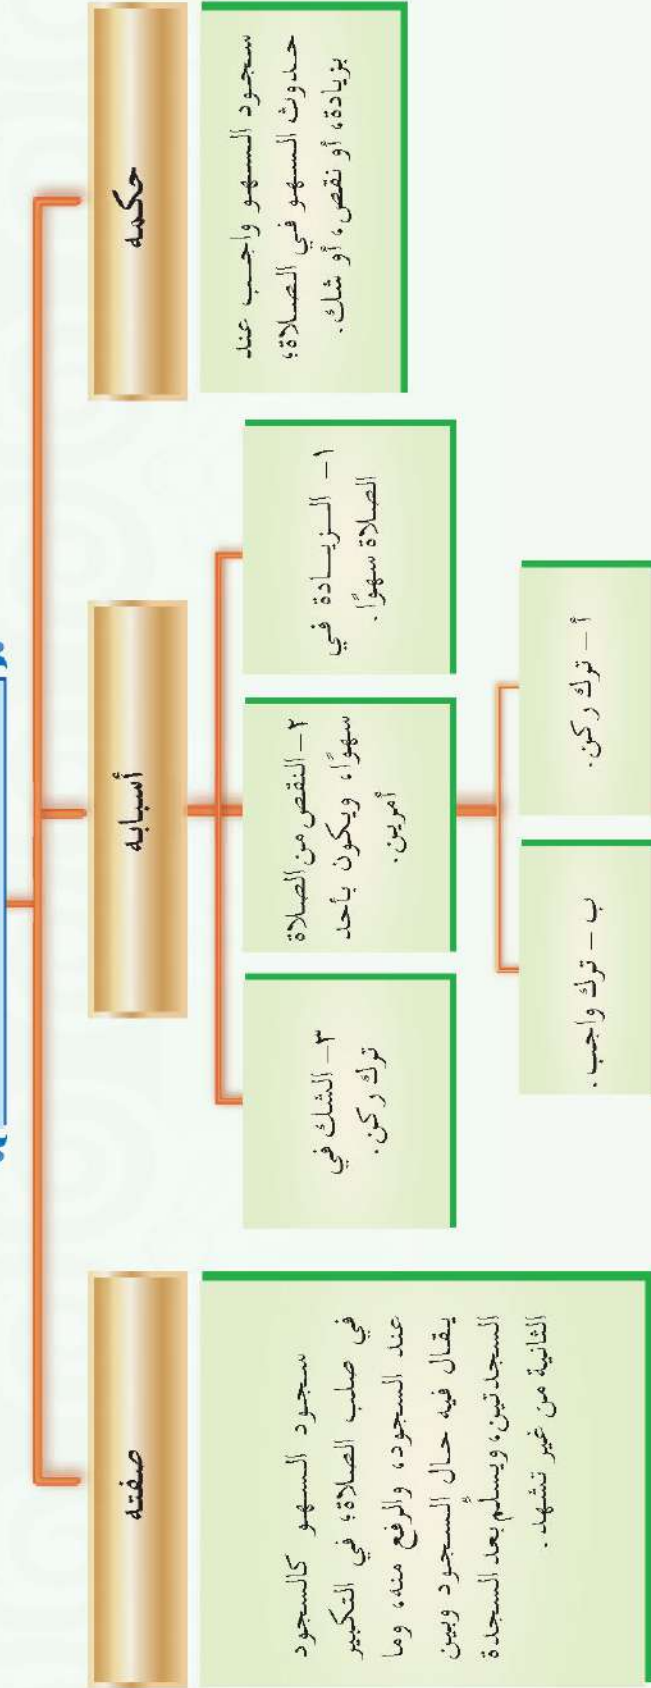 حكمه
سجود السهو واجب عند
حدوث السهو في الصلاة؛
بزيادة، أو نقص، أو شك.
أسبابه
١- الزيادة في
الصلاة سهوًا.
٢- النقص من الصلاة
سهوًا، ويكون بأحد
أمرين.
أ - ترك ركن.
ب - ترك واجب.
٣- الشك في
ترك ركن.
صفته
سجود السهو كالسجود
في صلب الصلاة؛ في التكبير
عند السجود، والرفع منه، وما
يقال فيه حال السجود وبين
السجدتين، ويسلِّم بعد السجدة
الثانية من غير تشهد.